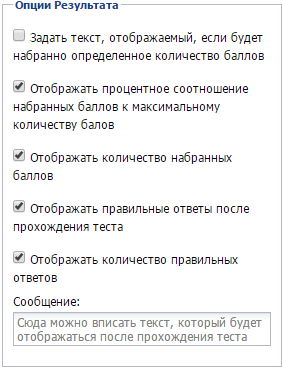 Опции Результата
Задать текст, отображаемый, если будет
набранно определенное количество баллов
Отображать процентное соотношение
набранных баллов к максимальному
количеству балов
Отображать количество набранных
баллов
Отображать правильные ответы после
прохождения теста
Отображать количество правильных
ответов
Сообщение:
Сюда можно вписать текст, который будет
отображаться после прохождения теста